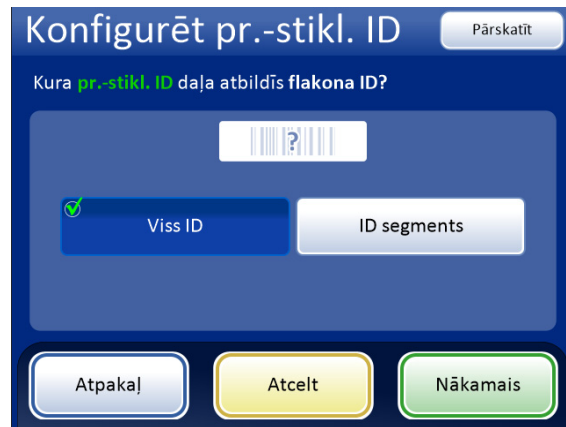 Konfigurēt pr.-stikl. ID
Pārskatīt
Kura pr.-stikl. ID daļa atbildīs flakona ID?
?
Viss ID
ID segments
Atpakaļ
Atcelt
Nākamais